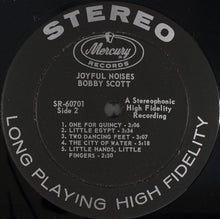 STEREO
Mercury
RECORDS
JOYFUL NOISES
BOBBY SCOTT
SR-60701
Side 2
A Stereophonic
High Fidelity
Recording
1. ONE FOR QUINCY - 3:06
2. LITTLE EGYPT - 2:34
3. TWO DANCING FEET - 3:07
4. THE CITY OF WATER - 5:18
5. LITTLE HANDS, LITTLE
FINGERS - 2:30
LONG PLAYING HIGH FIDELITY